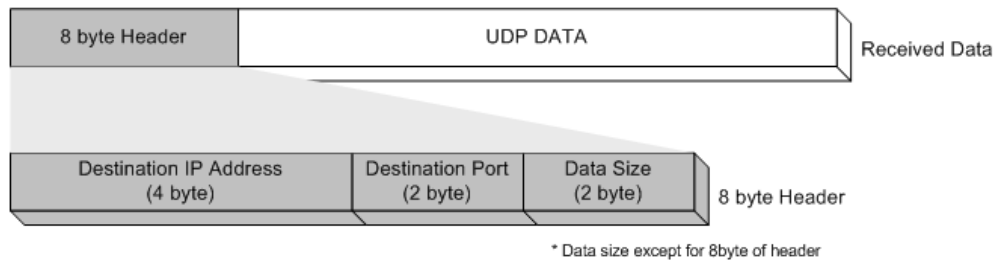 8 byte Header
UDP DATA
Received Data
Destination IP Address
(4 byte)
Destination Port
(2 byte)
Data Size
(2 byte)
8 byte Header
* Data size except for 8byte of header